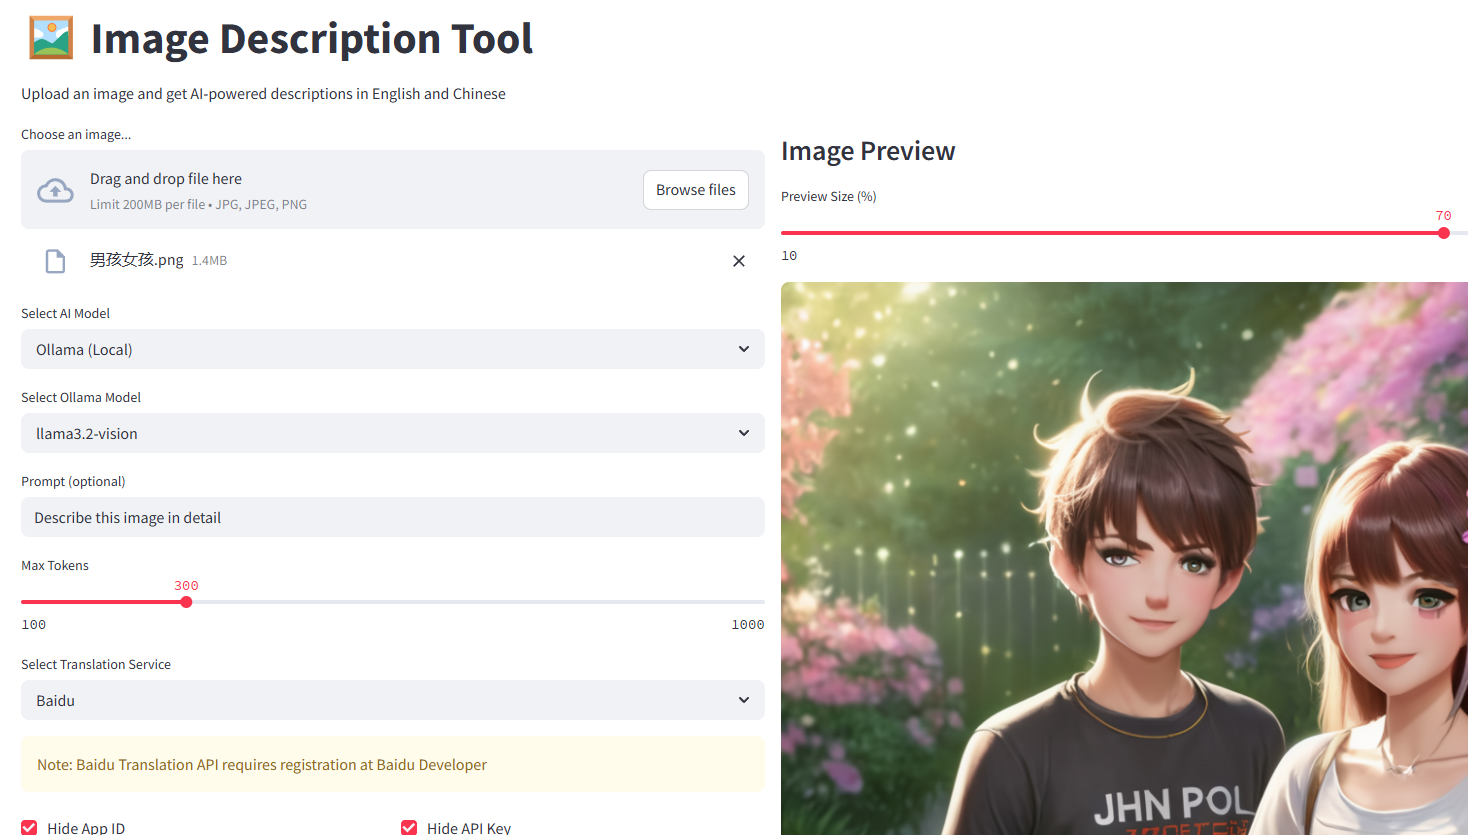 Image Description Tool
Upload an image and get AI-powered descriptions in English and Chinese
Choose an image...
Drag and drop file here
Limit 200MB per file • JPG, JPEG, PNG
Browse files
男孩女孩.png 1.4MB
Select AI Model
Ollama (Local)
Select Ollama Model
llama3.2-vision
Prompt (optional)
Describe this image in detail
Max Tokens
300
100
1000
Select Translation Service
Baidu
Note: Baidu Translation API requires registration at Baidu Developer
Hide App ID
Hide API Key
Image Preview
Preview Size (%)
70
10
JHN POL